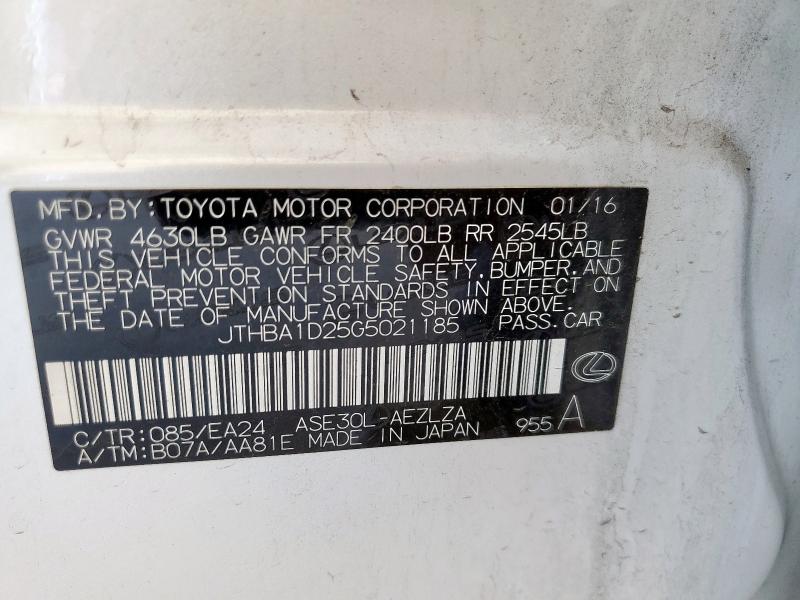 MFD. BY: TOYOTA MOTOR CORPORATION 01/16
GVWR 4630LB GAWR FR 2400LB RR 2545LB
THIS VEHICLE CONFORMS TO ALL APPLICABLE
FEDERAL MOTOR VEHICLE SAFETY, BUMPER, AND
THEFT PREVENTION STANDARDS IN EFFECT ON
THE DATE OF MANUFACTURE SHOWN ABOVE.
JTHBA1D25G5021185 PASS. CAR
C/TR: 085/EA24 ASE30L-AEZLZA
A/TM: B07A/AA81E MADE IN JAPAN 955 A